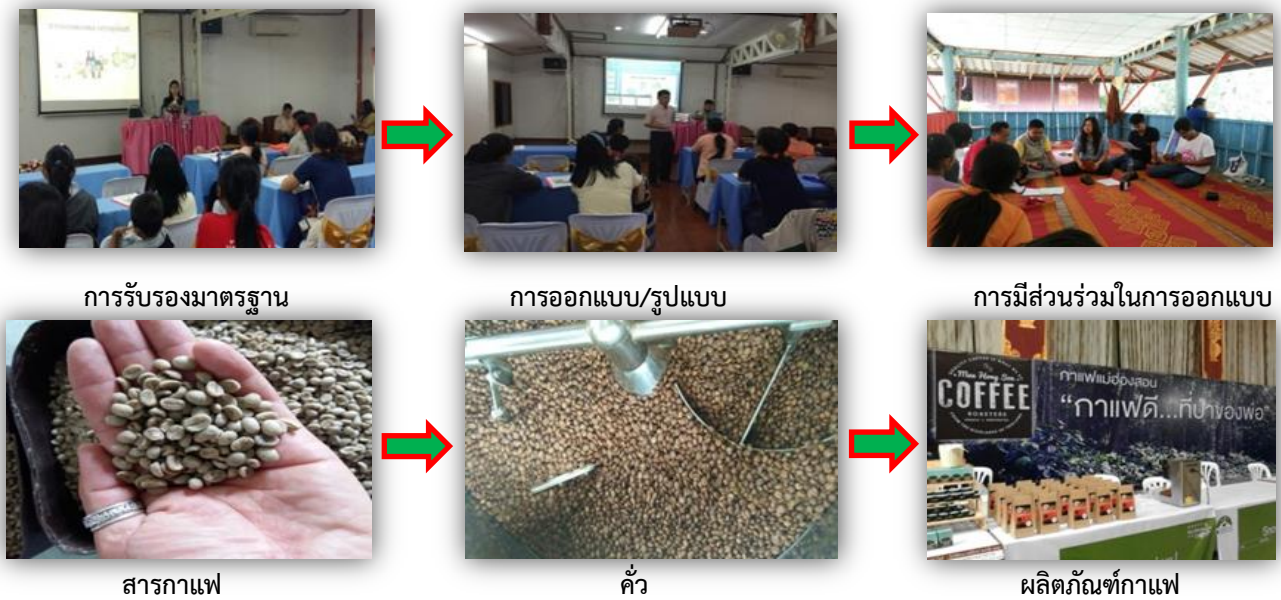 การรับรองมาตรฐาน
การออกแบบ/รูปแบบ
การมีส่วนร่วมในการออกแบบ
Mae Hong Son
COFFEE
ROASTERS
กาแฟแม่ฮ่องสอน
“กาแฟดี...ที่ป่าของพ่อ”
สารกาแฟ
คั่ว
ผลิตภัณฑ์กาแฟ